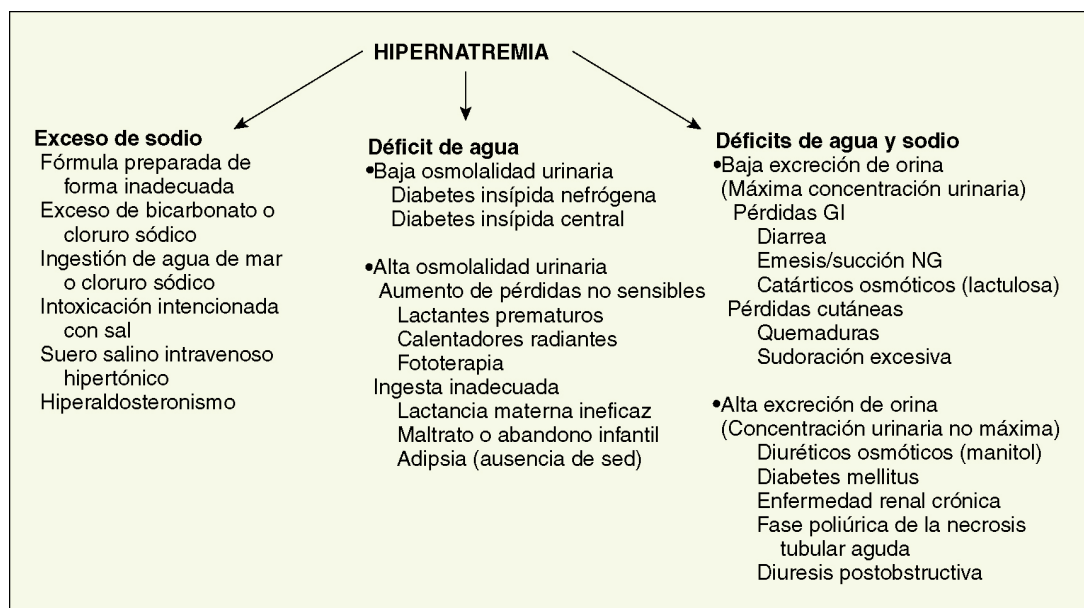 HIPERNATREMIA
Exceso de sodio
Fórmula preparada de
forma inadecuada
Exceso de bicarbonato o
cloruro sódico
Ingestión de agua de mar
o cloruro sódico
Intoxicación intencionada
con sal
Suero salino intravenoso
hipertónico
Hiperaldosteronismo
Déficit de agua
•Baja osmolalidad urinaria
Diabetes insípida nefrógena
Diabetes insípida central
•Alta osmolalidad urinaria
Aumento de pérdidas no sensibles
Lactantes prematuros
Calentadores radiantes
Fototerapia
Ingesta inadecuada
Lactancia materna ineficaz
Maltrato o abandono infantil
Adipsia (ausencia de sed)
Déficits de agua y sodio
•Baja excreción de orina
(Máxima concentración urinaria)
Pérdidas GI
Diarrea
Emesis/succión NG
Catárticos osmóticos (lactulosa)
Pérdidas cutáneas
Quemaduras
Sudoración excesiva
•Alta excreción de orina
(Concentración urinaria no máxima)
Diuréticos osmóticos (manitol)
Diabetes mellitus
Enfermedad renal crónica
Fase poliúrica de la necrosis
tubular aguda
Diuresis postobstructiva